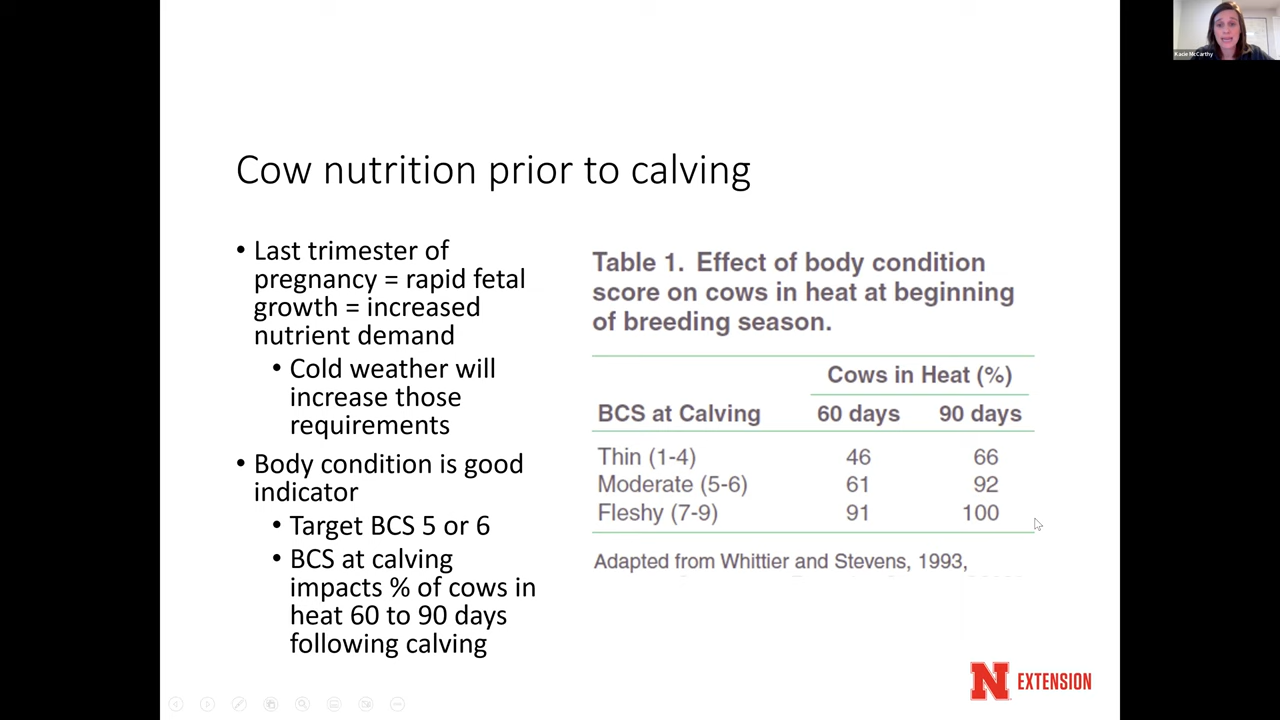 Kacie McCarthy
Cow nutrition prior to calving
• Last trimester of
pregnancy = rapid fetal
growth = increased
nutrient demand
• Cold weather will
increase those
requirements
• Body condition is good
indicator
• Target BCS 5 or 6
• BCS at calving
impacts % of cows in
heat 60 to 90 days
following calving
Table 1. Effect of body condition
score on cows in heat at beginning
of breeding season.
Cows in Heat (%)
BCS at Calving 60 days 90 days
Thin (1-4) 46 66
Moderate (5-6) 61 92
Fleshy (7-9) 91 100
Adapted from Whittier and Stevens, 1993,
N EXTENSION